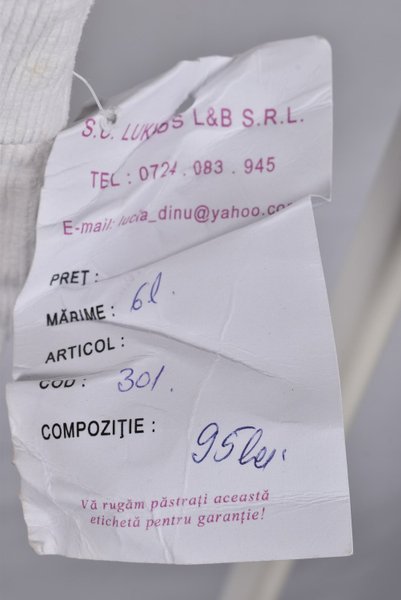 S.C. L&B S.R.L.
TEL : 0724 . 083 . 945
E-mail: lucia_dinu@yahoo.com
PREȚ :
MĂRIME : 6l.
ARTICOL :
COD : 301.
COMPOZIȚIE :
95lei.
Vă rugăm păstrați această
etichetă pentru garanție!